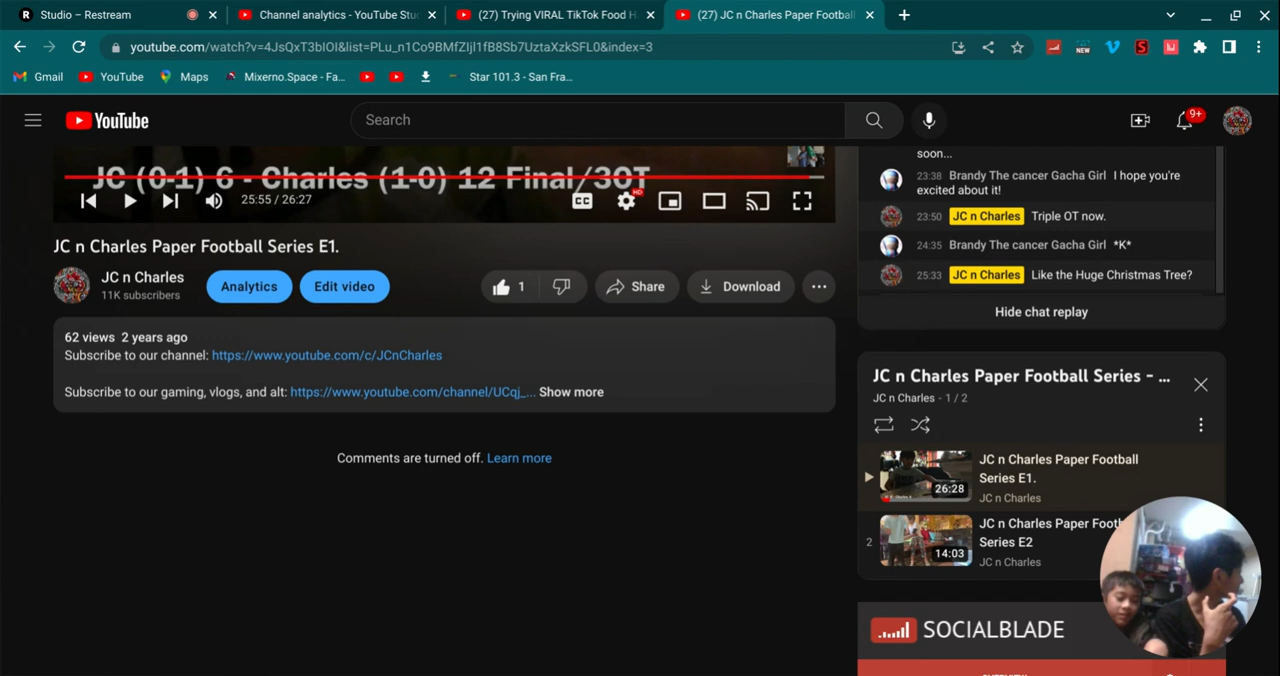 Studio – Restream
Channel analytics - YouTube Stu
(27) Trying VIRAL TikTok Food H
(27) JC n Charles Paper Football
youtube.com/watch?v=4JsQxT3bIOI&list=PLu_n1Co9BMfZIjl1fB8Sb7UztaXzkSFL0&index=3
NEW
Gmail
YouTube
Maps
Mixerno.Space - Fa...
Star 101.3 - San Fra...
YouTube
Search
9+
JC (0-1) 6 - Charles (1-0) 12 Final/3OT
25:55 / 26:27
CC
HD
JC n Charles Paper Football Series E1.
JC n Charles
11K subscribers
Analytics
Edit video
1
Share
Download
62 views 2 years ago
Subscribe to our channel: https://www.youtube.com/c/JCnCharles
Subscribe to our gaming, vlogs, and alt: https://www.youtube.com/channel/UCqj_... Show more
Comments are turned off. Learn more
soon...
23:38 Brandy The cancer Gacha Girl I hope you're
excited about it!
23:50 JC n Charles Triple OT now.
24:35 Brandy The cancer Gacha Girl *K*
25:33 JC n Charles Like the Huge Christmas Tree?
Hide chat replay
JC n Charles Paper Football Series - ...
JC n Charles - 1 / 2
26:28
JC n Charles Paper Football
Series E1.
JC n Charles
2
14:03
JC n Charles Paper Foot
Series E2
JC n Charles
SOCIALBLADE